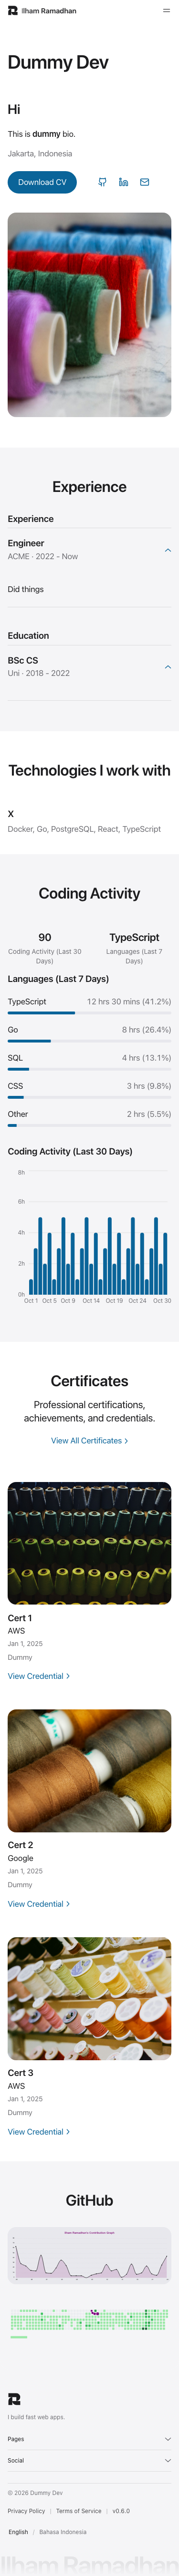 Ilham Ramadhan
Dummy Dev
Hi
This is dummy bio.
Jakarta, Indonesia
Download CV
Experience
Experience
Engineer
ACME · 2022 - Now
Did things
Education
BSc CS
Uni · 2018 - 2022
Technologies I work with
X
Docker, Go, PostgreSQL, React, TypeScript
Coding Activity
90
Coding Activity (Last 30
Days)
TypeScript
Languages (Last 7
Days)
Languages (Last 7 Days)
TypeScript 12 hrs 30 mins (41.2%)
Go 8 hrs (26.4%)
SQL 4 hrs (13.1%)
CSS 3 hrs (9.8%)
Other 2 hrs (5.5%)
Coding Activity (Last 30 Days)
8h
6h
4h
2h
0h
Oct 1 Oct 5 Oct 9 Oct 14 Oct 19 Oct 24 Oct 30
Certificates
Professional certifications,
achievements, and credentials.
View All Certificates
Cert 1
AWS
Jan 1, 2025
Dummy
View Credential
Cert 2
Google
Jan 1, 2025
Dummy
View Credential
Cert 3
AWS
Jan 1, 2025
Dummy
View Credential
GitHub
I build fast web apps.
Pages
Social
© 2026 Dummy Dev
Privacy Policy | Terms of Service | v0.6.0
English / Bahasa Indonesia
Ilham Ramadhan